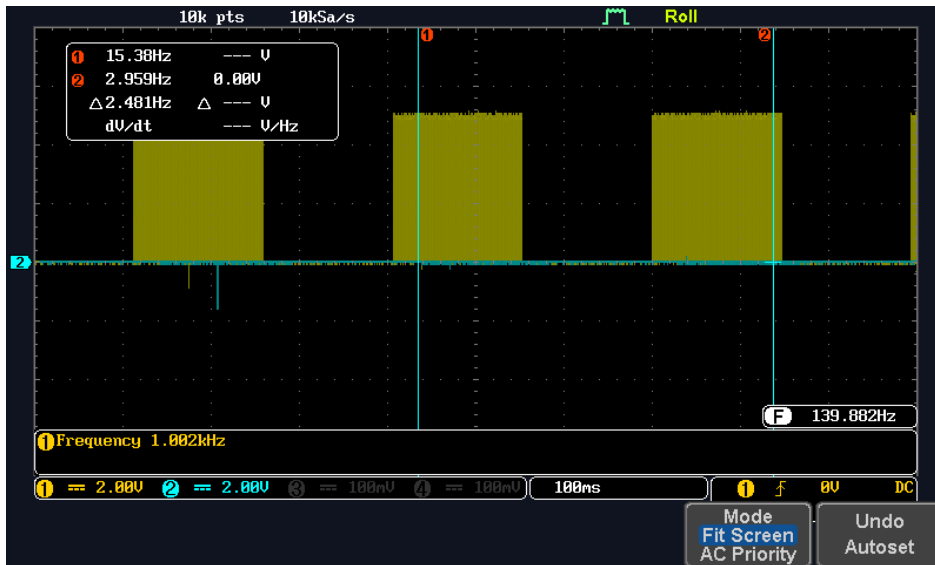 10k pts 10kSa/s Roll
1 2
1 15.38Hz --- V
2 2.959Hz 0.00V
△2.481Hz △ --- V
dV/dt --- V/Hz
2
F 139.882Hz
1 Frequency 1.002kHz
1 2.00V 2 2.00V 3 100mV 4 100mV 100ms 1 0V DC
Mode
Fit Screen
AC Priority
Undo
Autoset